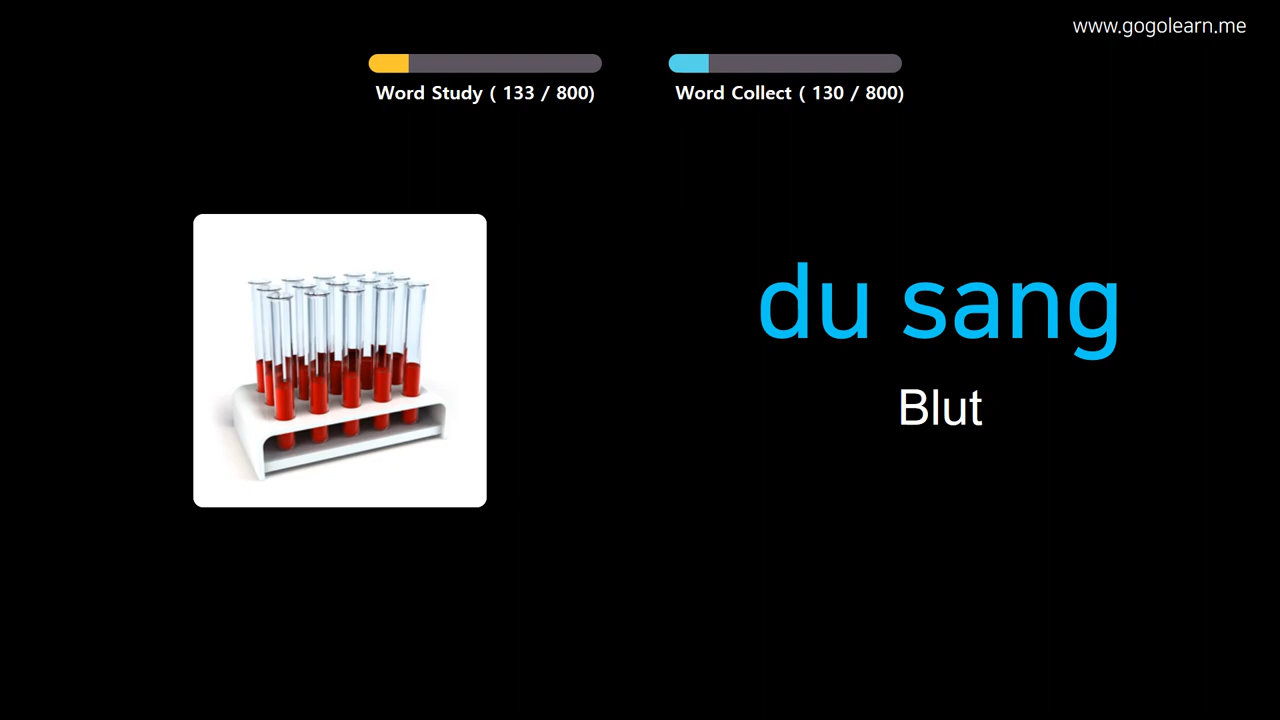 www.gogolearn.me
Word Study ( 133 / 800)
Word Collect ( 130 / 800)
du sang
Blut